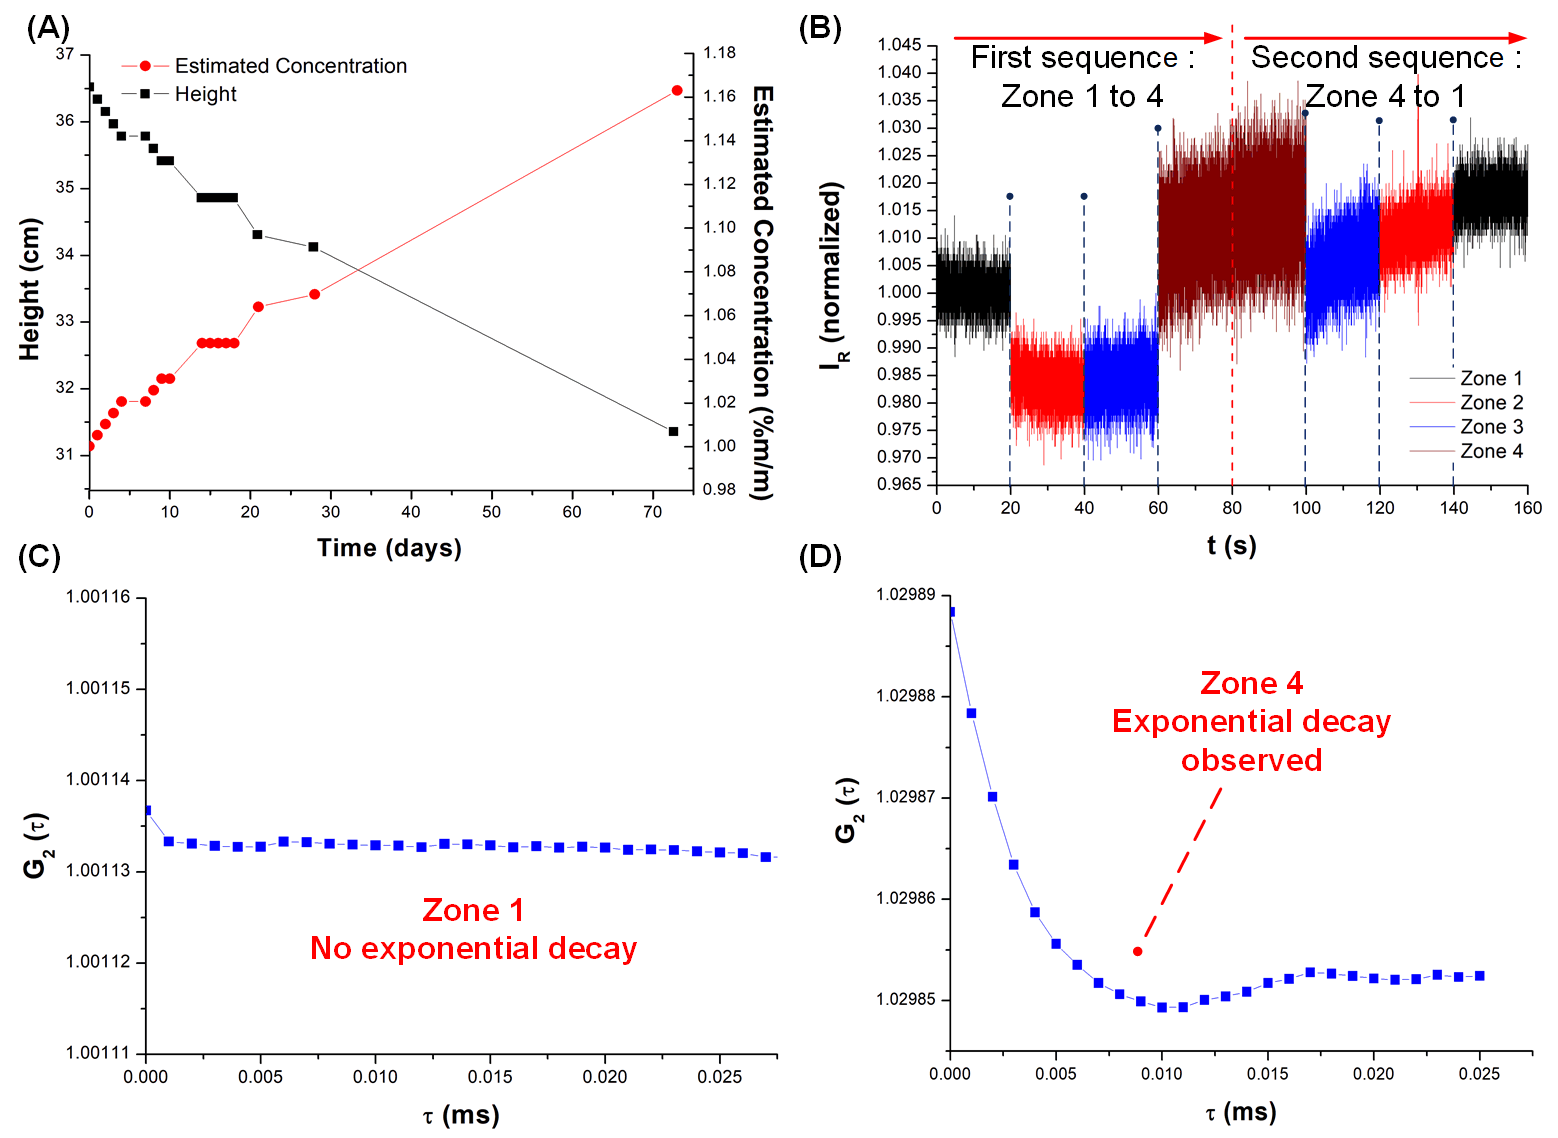 (A)
37
36
35
34
33
32
31
Height (cm)
Estimated Concentration
Height
1.18
1.16
1.14
1.12
1.10
1.08
1.06
1.04
1.02
1.00
0.98
Estimated Concentration (%m/m)
0
10
20
30
40
50
60
70
Time (days)
(B)
First sequence :
Zone 1 to 4
Second sequence :
Zone 4 to 1
1.045
1.040
1.035
1.030
1.025
1.020
1.015
1.010
1.005
1.000
0.995
0.990
0.985
0.980
0.975
0.970
0.965
I_R (normalized)
Zone 1
Zone 2
Zone 3
Zone 4
0
20
40
60
80
100
120
140
160
t (s)
(C)
1.00116
1.00115
1.00114
1.00113
1.00112
1.00111
G_2 (τ)
Zone 1
No exponential decay
0.000
0.005
0.010
0.015
0.020
0.025
τ (ms)
(D)
1.02989
1.02988
1.02987
1.02986
1.02985
G_2 (τ)
Zone 4
Exponential decay
observed
0.000
0.005
0.010
0.015
0.020
0.025
τ (ms)